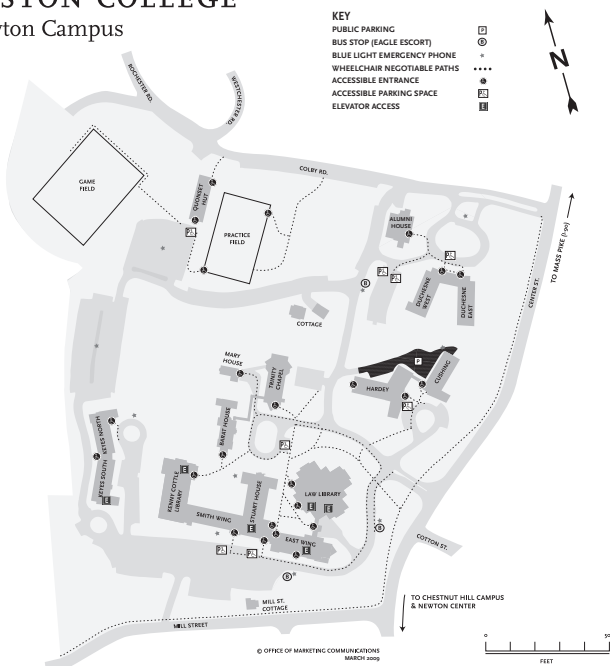 STON COLLEGE
ton Campus
KEY
PUBLIC PARKING
P
BUS STOP (EAGLE ESCORT)
B
BLUE LIGHT EMERGENCY PHONE
WHEELCHAIR NEGOTIABLE PATHS
ACCESSIBLE ENTRANCE
ACCESSIBLE PARKING SPACE
ELEVATOR ACCESS
E
N
ROCHESTER RD.
WESTCHESTER RD.
COLBY RD.
GAME
FIELD
QUONSET
HUT
PRACTICE
FIELD
ALUMNI
HOUSE
TO MASS PIKE (I-90)
CENTER ST.
B
DUCHESNE
WEST
DUCHESNE
EAST
COTTAGE
MARY
HOUSE
TRINITY
CHAPEL
P
HARDEY
CUSHING
BARAT HOUSE
KEYES NORTH
KEYES SOUTH
E
KENNY COTTLE
LIBRARY
E
STUART HOUSE
E
SMITH WING
LAW LIBRARY
E
E
EAST WING
E
B
COTTON ST.
B
MILL ST.
COTTAGE
TO CHESTNUT HILL CAMPUS
& NEWTON CENTER
MILL STREET
© OFFICE OF MARKETING COMMUNICATIONS
MARCH 2009
0
FEET